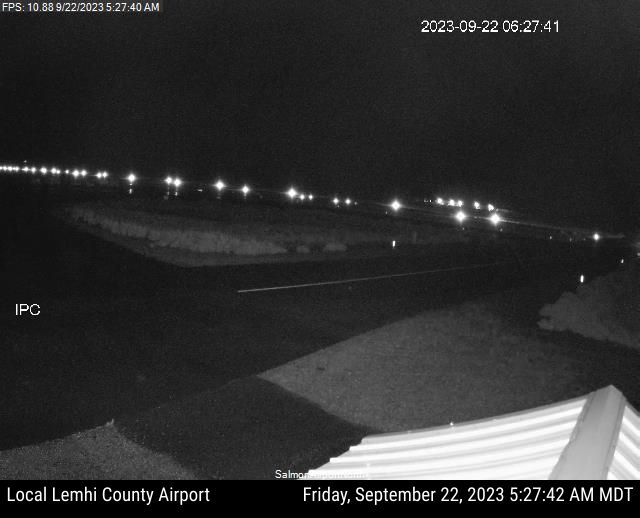 FPS: 10.88 9/22/2023 5:27:40 AM
2023-09-22 06:27:41
IPC
Local Lemhi County Airport
Friday, September 22, 2023 5:27:42 AM MDT